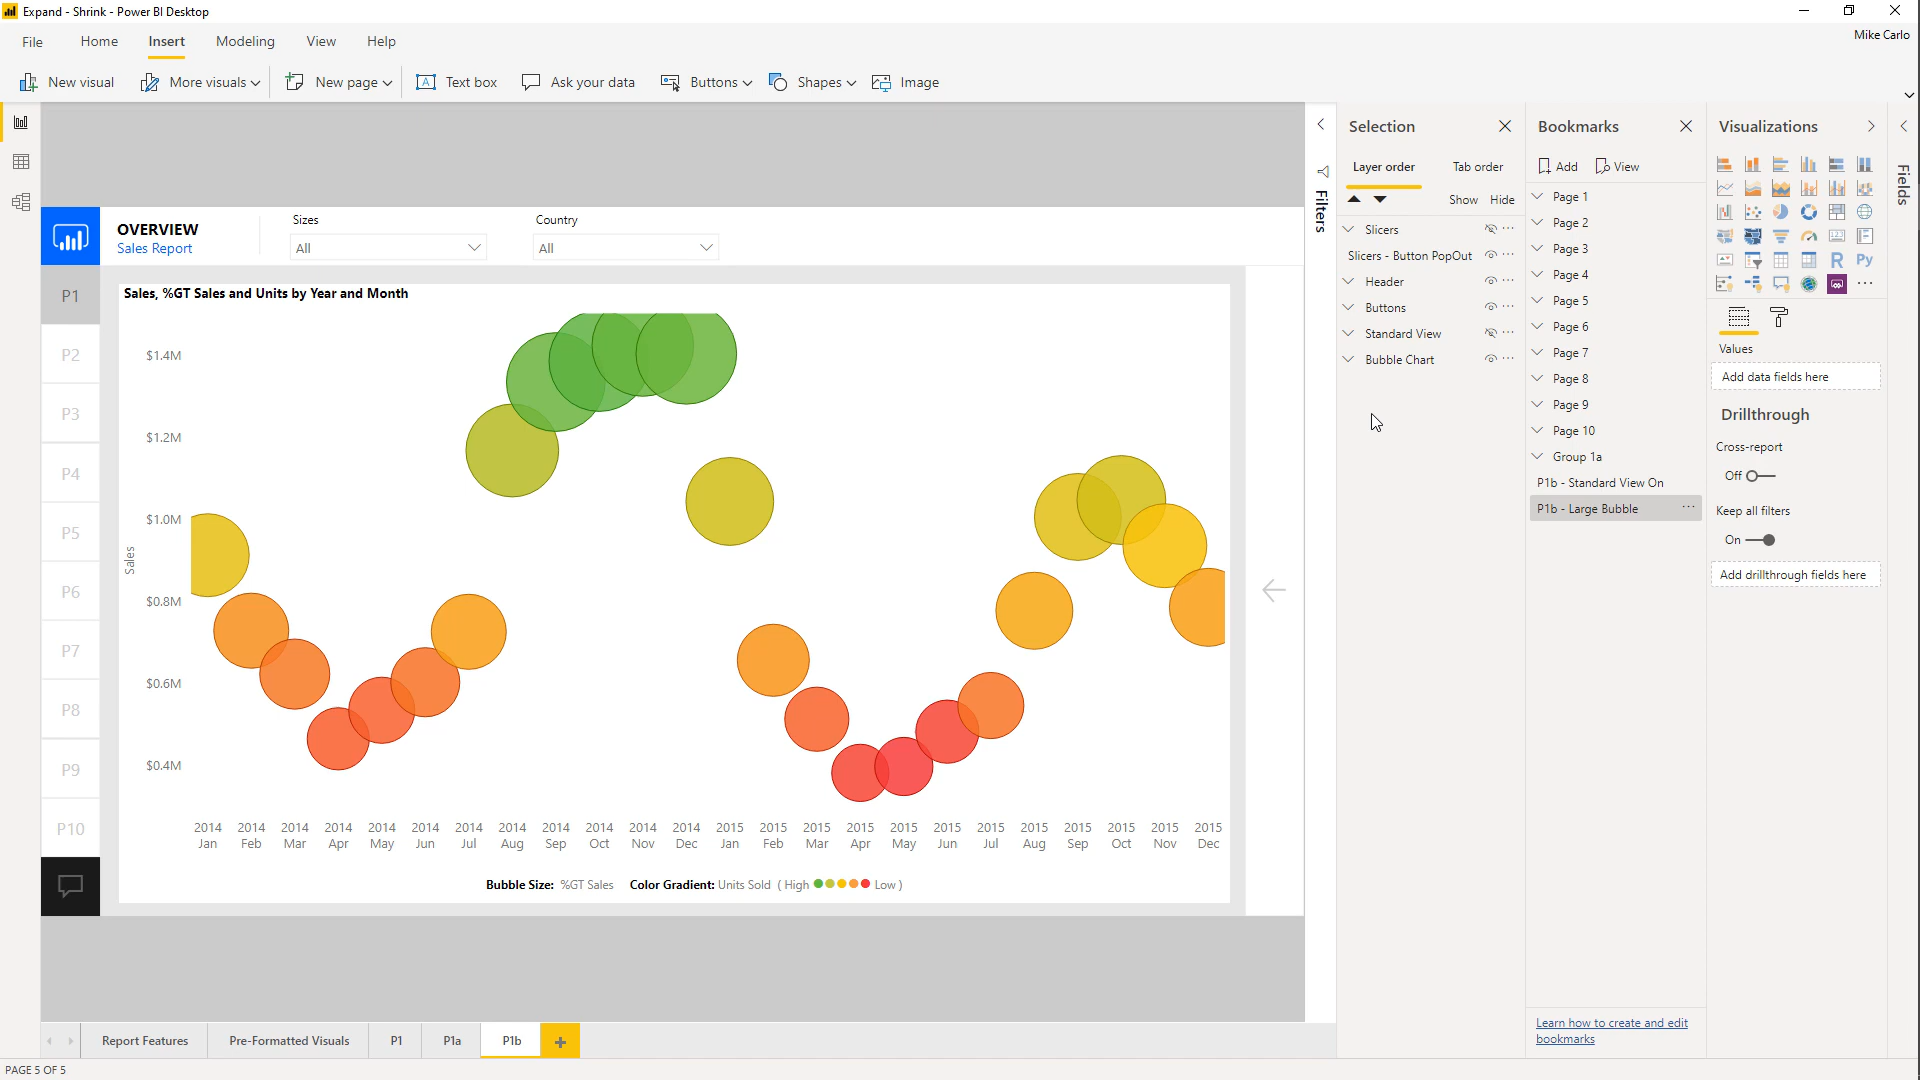 Expand - Shrink - Power BI Desktop
Mike Carlo
File Home Insert Modeling View Help
New visual More visuals New page Text box Ask your data Buttons Shapes Image
OVERVIEW
Sales Report
Sizes
All
Country
All
P1
P2
P3
P4
P5
P6
P7
P8
P9
P10
Sales, %GT Sales and Units by Year and Month
Sales
$1.4M
$1.2M
$1.0M
$0.8M
$0.6M
$0.4M
2014 2014 2014 2014 2014 2014 2014 2014 2014 2014 2014 2014 2015 2015 2015 2015 2015 2015 2015 2015 2015 2015 2015 2015
Jan Feb Mar Apr May Jun Jul Aug Sep Oct Nov Dec Jan Feb Mar Apr May Jun Jul Aug Sep Oct Nov Dec
Bubble Size: %GT Sales Color Gradient: Units Sold ( High Low )
Filters
Selection
Layer order Tab order
Show Hide
Slicers
Slicers - Button PopOut
Header
Buttons
Standard View
Bubble Chart
Bookmarks
Add View
Page 1
Page 2
Page 3
Page 4
Page 5
Page 6
Page 7
Page 8
Page 9
Page 10
Group 1a
P1b - Standard View On
P1b - Large Bubble
Learn how to create and edit
bookmarks
Visualizations
R Py
123
Values
Add data fields here
Drillthrough
Cross-report
Off
Keep all filters
On
Add drillthrough fields here
Fields
Report Features Pre-Formatted Visuals P1 P1a P1b
PAGE 5 OF 5